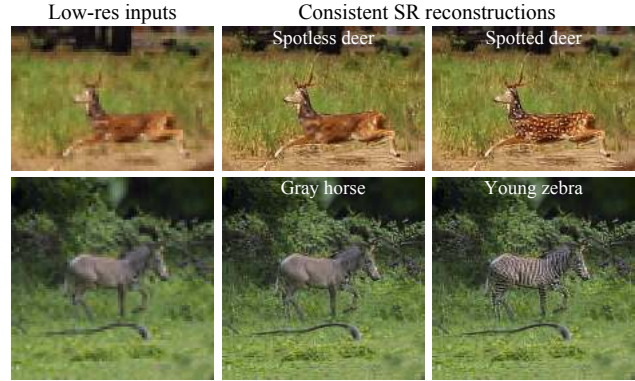 Low-res inputs
Consistent SR reconstructions
Spotless deer
Spotted deer
Gray horse
Young zebra